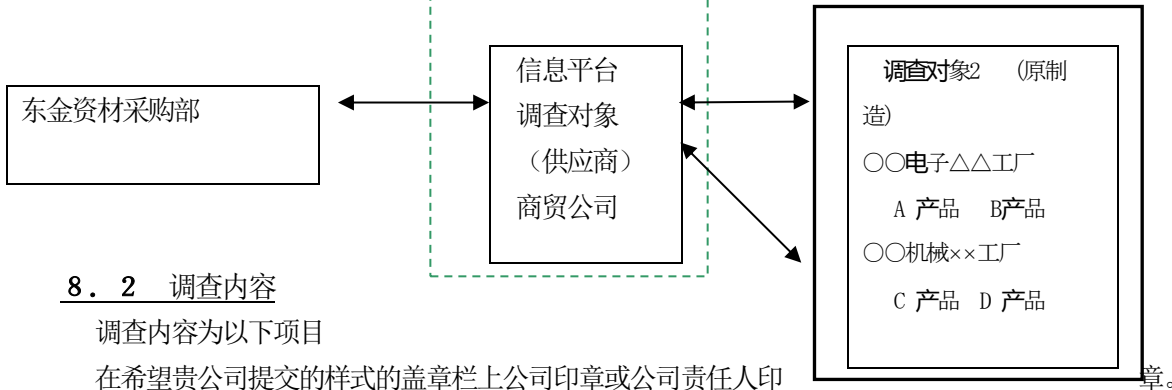 东金资材采购部
信息平台
调查对象
（供应商）
商贸公司
调查对象2 （原制
造）
〇〇电子△△工厂
A 产品 B产品
〇〇机械××工厂
C 产品 D 产品
8．2 调查内容
调查内容为以下项目
在希望贵公司提交的样式的盖章栏上公司印章或公司责任人印章。